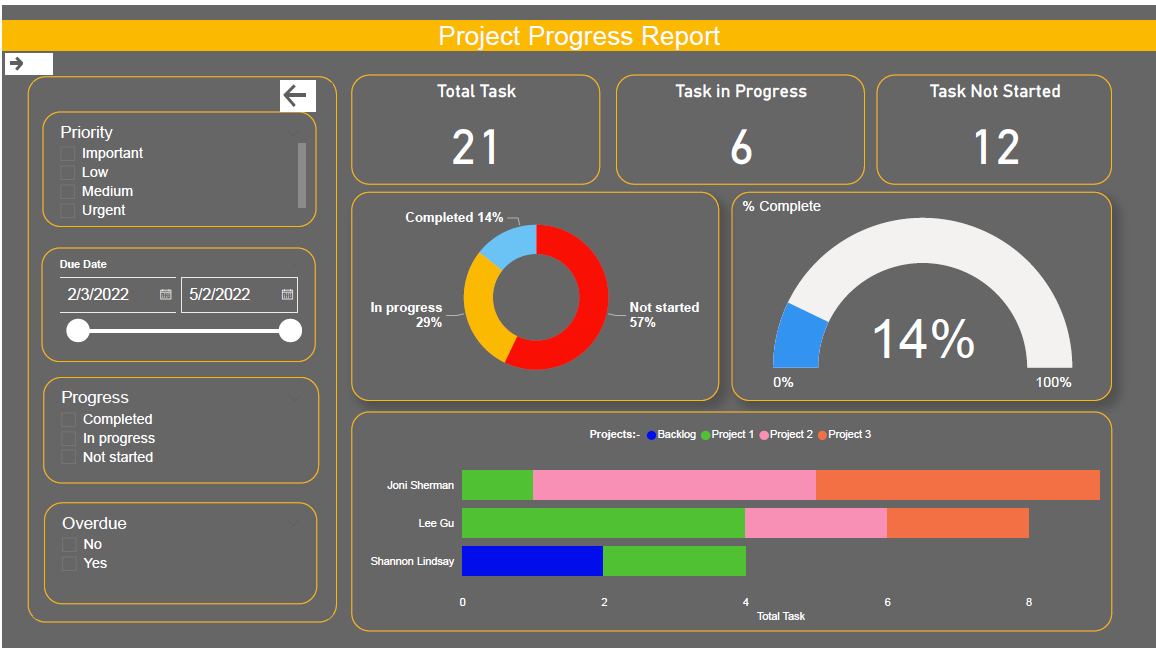 Project Progress Report
Priority
Important
Low
Medium
Urgent
Due Date
2/3/2022 5/2/2022
Progress
Completed
In progress
Not started
Overdue
No
Yes
Total Task
21
Task in Progress
6
Task Not Started
12
Completed 14%
In progress
29%
Not started
57%
% Complete
14%
0% 100%
Projects:- Backlog Project 1 Project 2 Project 3
Joni Sherman
Lee Gu
Shannon Lindsay
0 2 4 6 8
Total Task